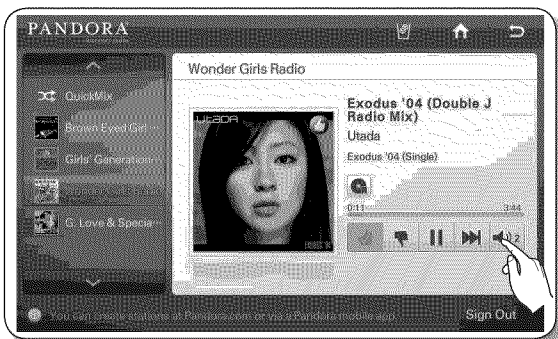 PANDORA
Wonder Girls Radio
QuickMix
Brown Eyed Girl ...
Girls' Generation ...
G. Love & Specia ...
UTADA
Exodus '04 (Double J
Radio Mix)
Utada
Exodus '04 (Single)
0:11 3:44
2
You can create stations at Pandora.com or via a Pandora mobile app.
Sign Out